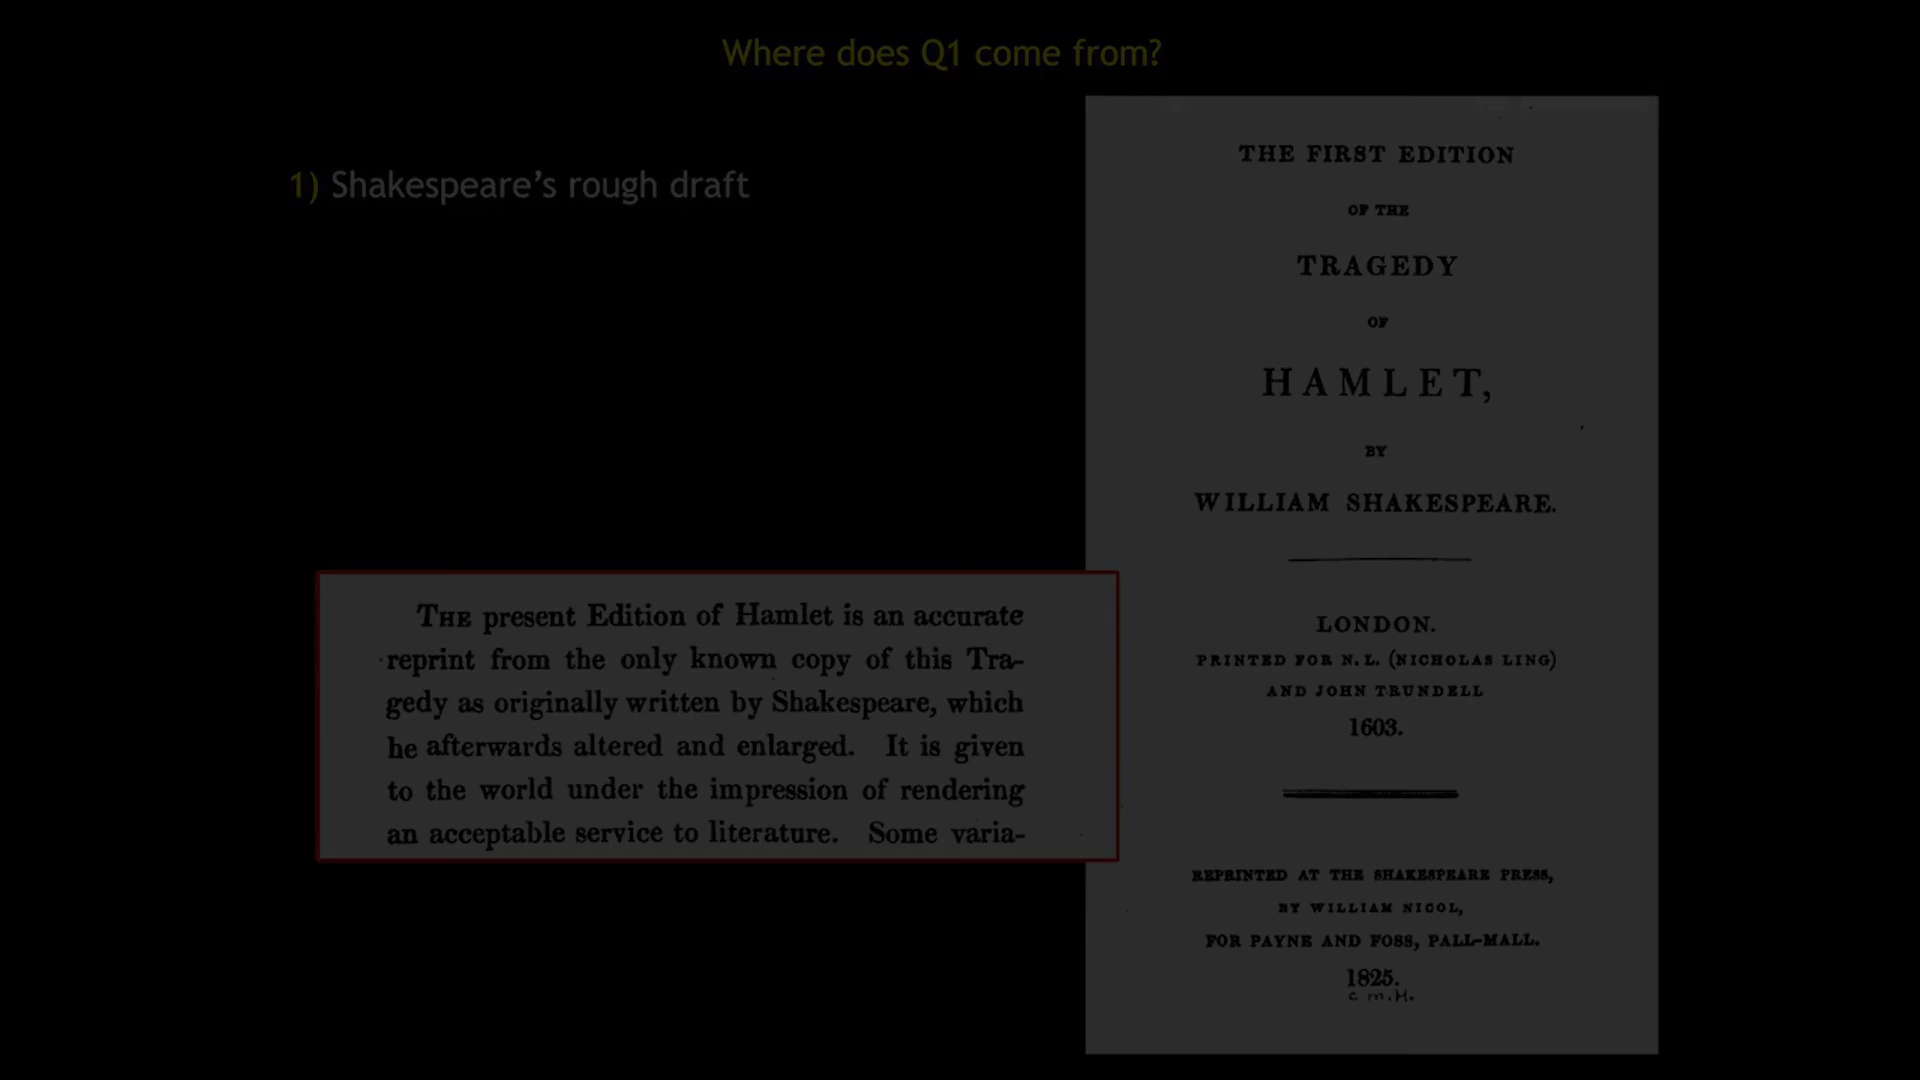 Where does Q1 come from?
1) Shakespeare’s rough draft
THE present Edition of Hamlet is an accurate
reprint from the only known copy of this Tra-
gedy as originally written by Shakespeare, which
he afterwards altered and enlarged. It is given
to the world under the impression of rendering
an acceptable service to literature. Some varia-
THE FIRST EDITION
OF THE
TRAGEDY
OF
HAMLET,
BY
WILLIAM SHAKESPEARE.
LONDON.
PRINTED FOR N. L. (NICHOLAS LING)
AND JOHN TRUNDELL
1603.
REPRINTED AT THE SHAKESPEARE PRESS,
BY WILLIAM NICOL,
FOR PAYNE AND FOSS, PALL-MALL.
1825.
c m.H.